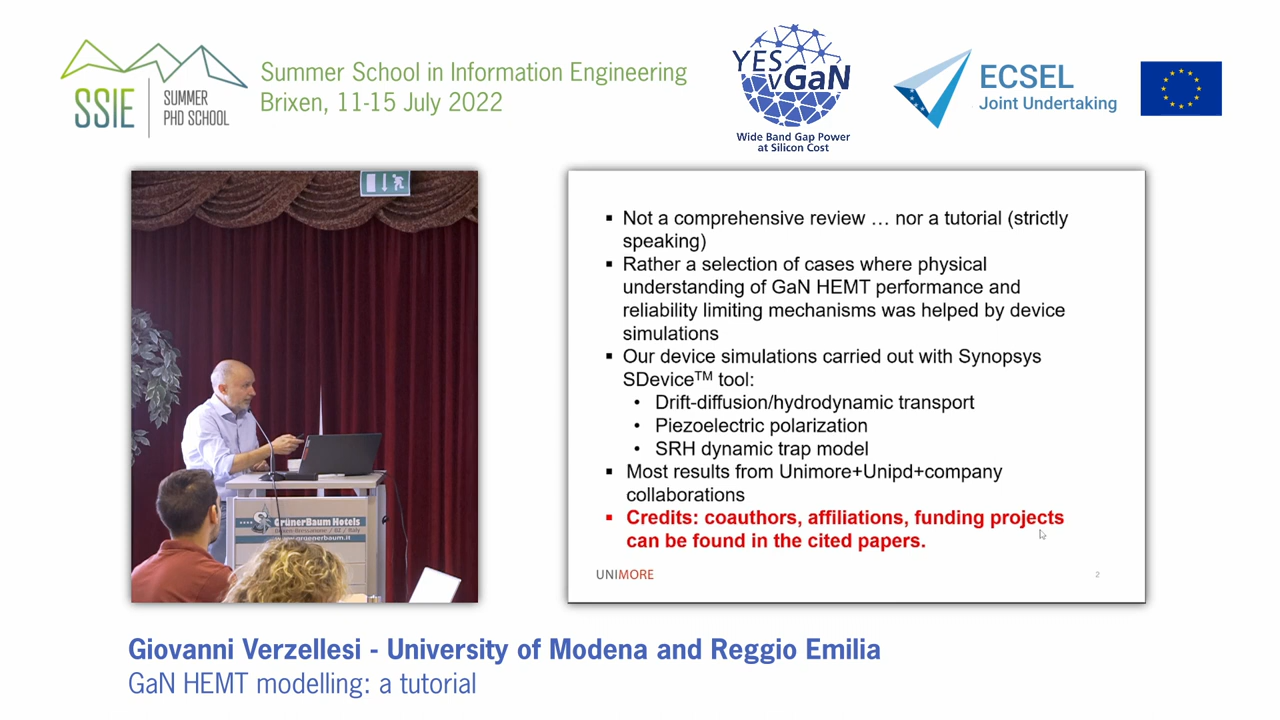 SSIE
SUMMER
PHD SCHOOL
Summer School in Information Engineering
Brixen, 11-15 July 2022
YES
vGaN
Wide Band Gap Power
at Silicon Cost
ECSEL
Joint Undertaking
▪ Not a comprehensive review … nor a tutorial (strictly
speaking)
▪ Rather a selection of cases where physical
understanding of GaN HEMT performance and
reliability limiting mechanisms was helped by device
simulations
▪ Our device simulations carried out with Synopsys
SDevice™ tool:
• Drift-diffusion/hydrodynamic transport
• Piezoelectric polarization
• SRH dynamic trap model
▪ Most results from Unimore+Unipd+company
collaborations
▪ Credits: coauthors, affiliations, funding projects
can be found in the cited papers.
UNIMORE
2
GrünerBaum Hotels
www.gruenerbaum.it
Giovanni Verzellesi - University of Modena and Reggio Emilia
GaN HEMT modelling: a tutorial